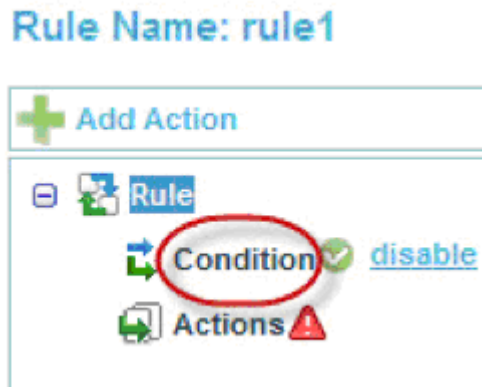 Rule Name: rule1
Add Action
Rule
Condition disable
Actions